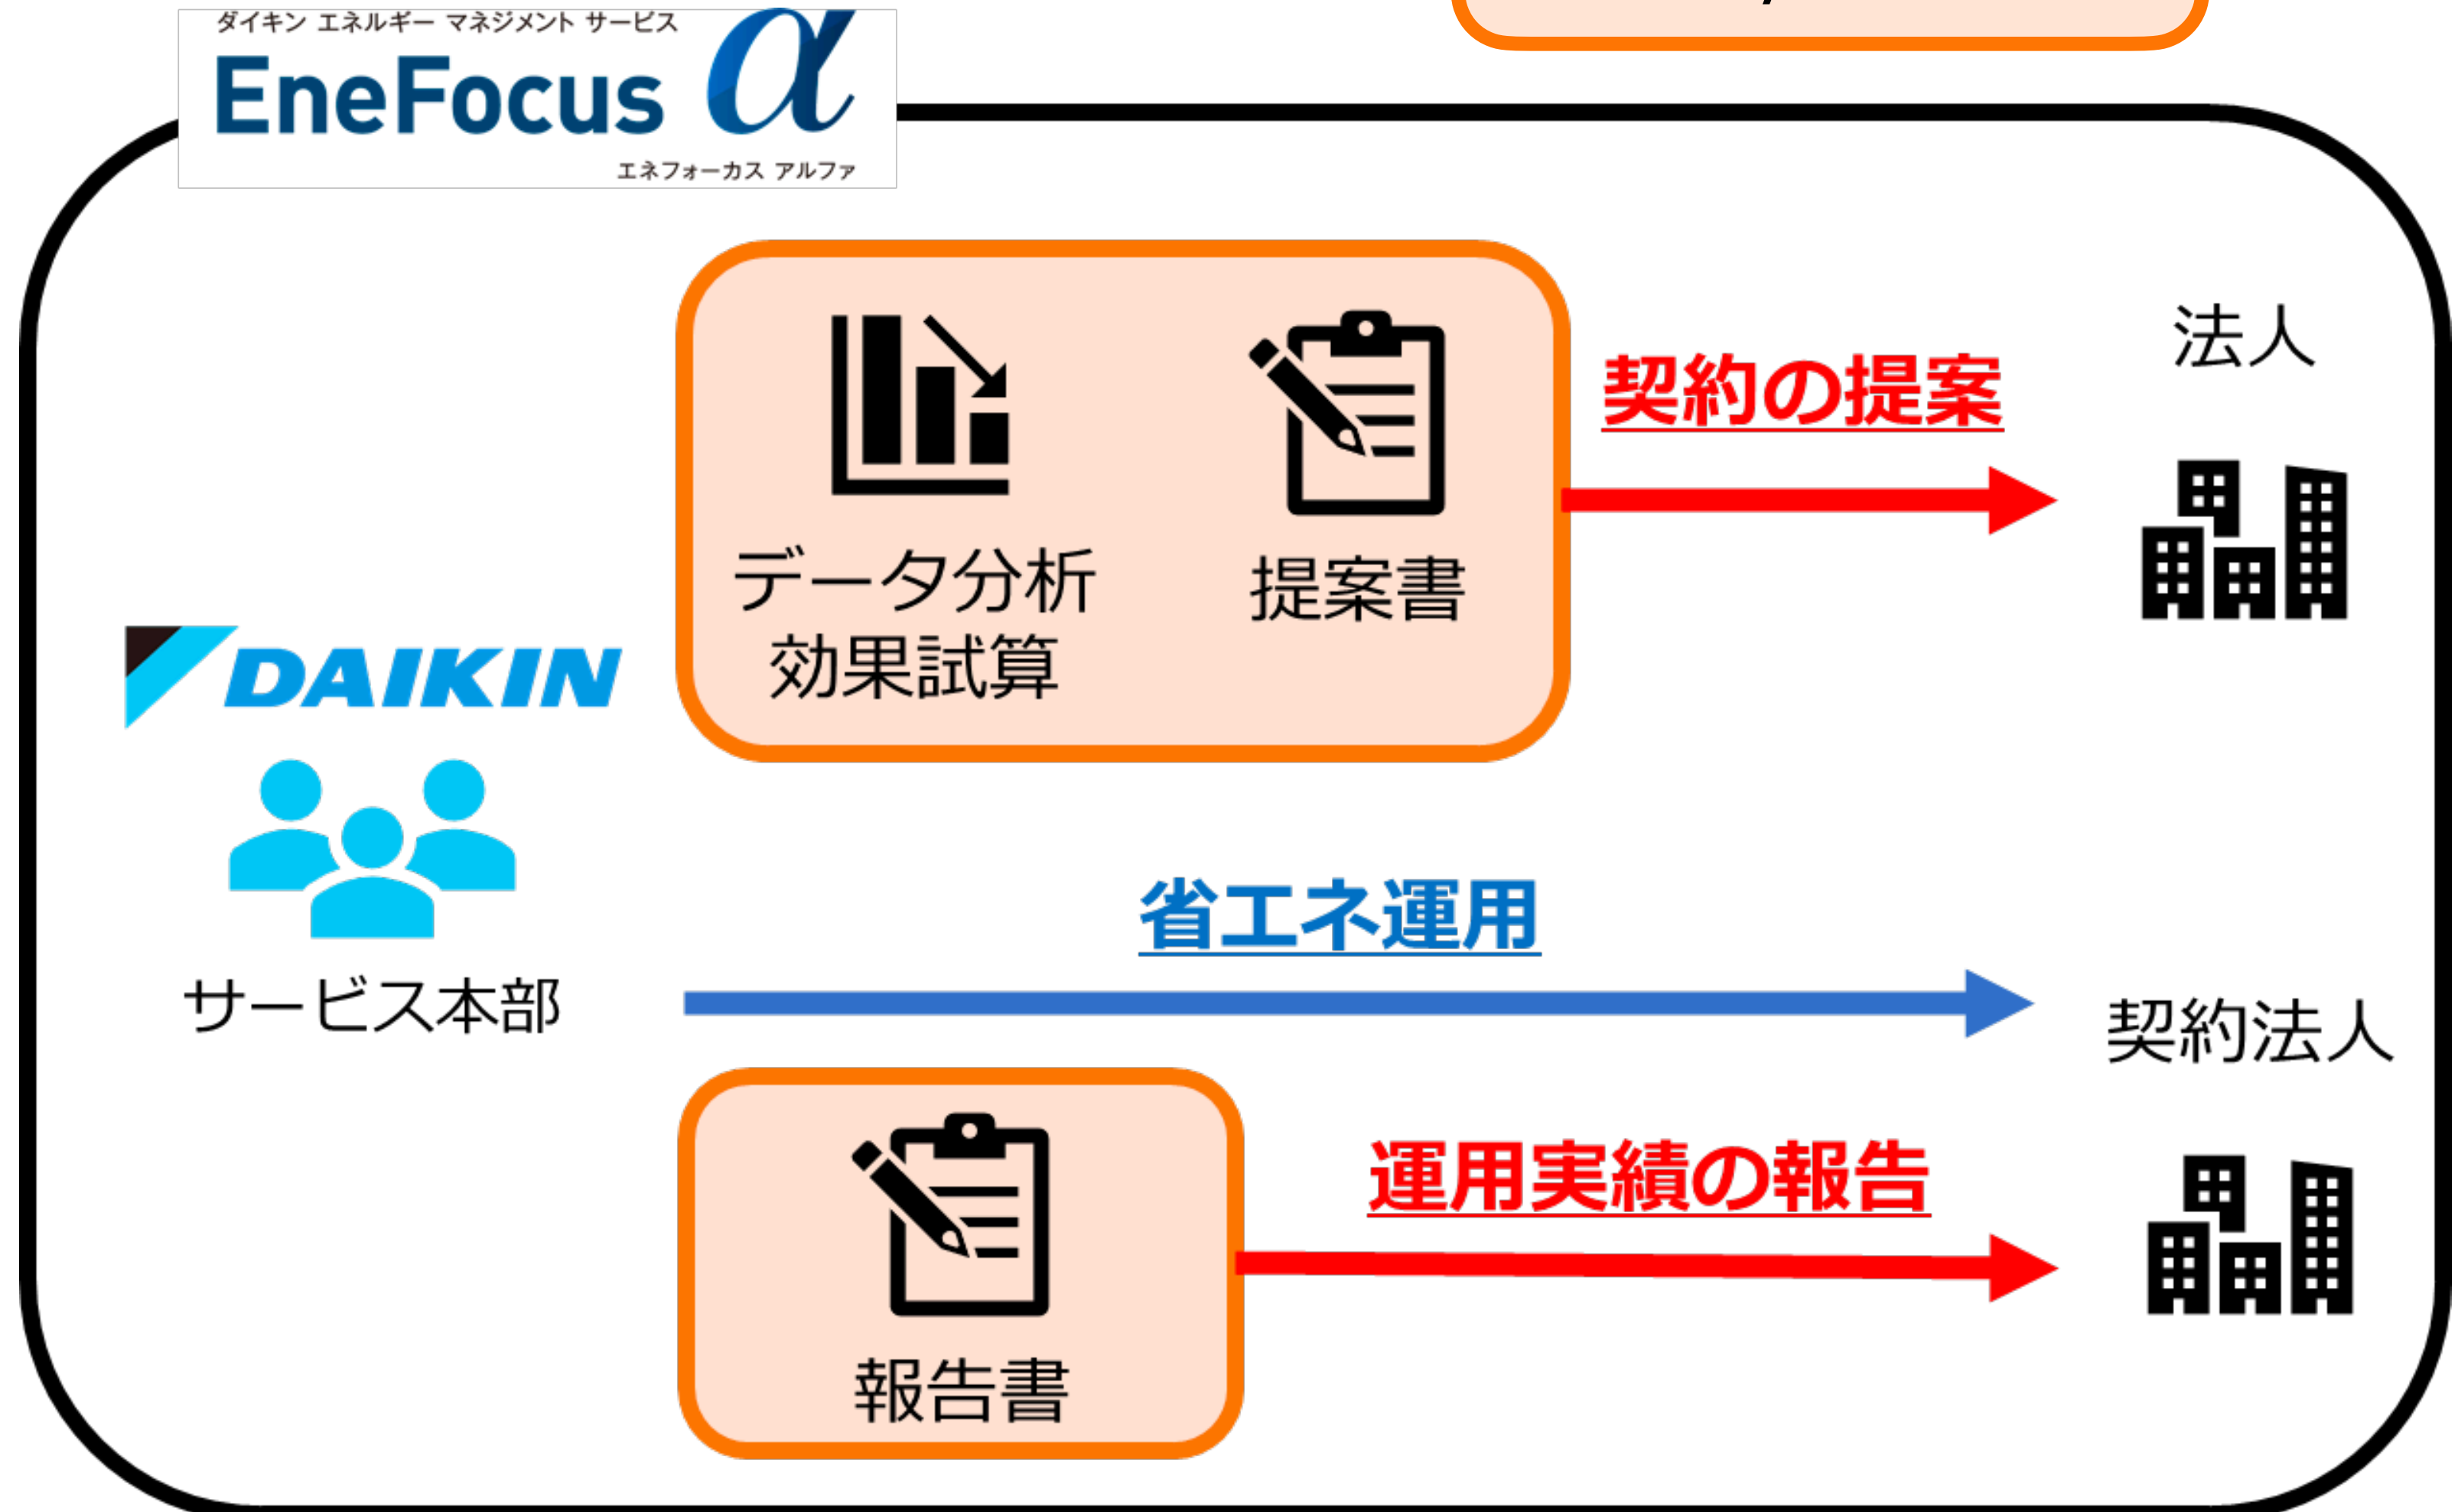 ダイキン エネルギー マネジメント サービス
EneFocus α
エネフォーカス アルファ
法人
契約の提案
データ分析
効果試算
提案書
DAIKIN
サービス本部
省エネ運用
契約法人
運用実績の報告
報告書